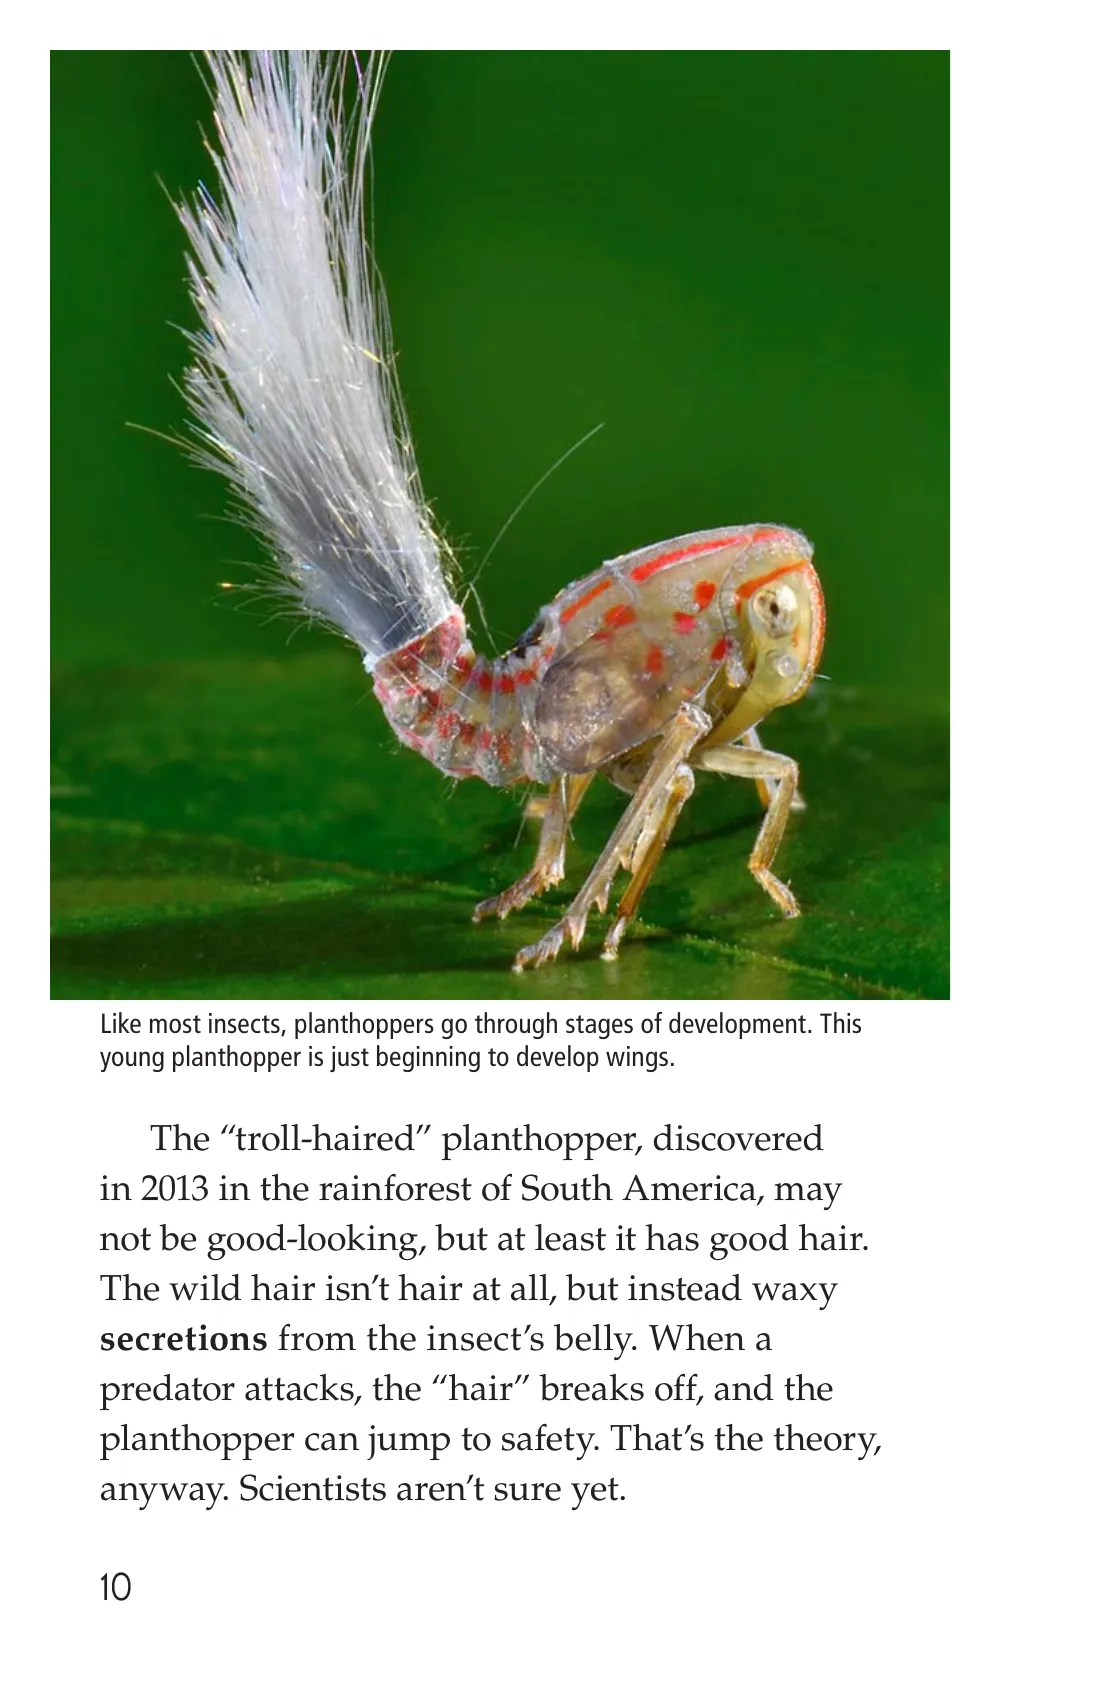 Like most insects, planthoppers go through stages of development. This
young planthopper is just beginning to develop wings.
The “troll-haired” planthopper, discovered
in 2013 in the rainforest of South America, may
not be good-looking, but at least it has good hair.
The wild hair isn’t hair at all, but instead waxy
secretions from the insect’s belly. When a
predator attacks, the “hair” breaks off, and the
planthopper can jump to safety. That’s the theory,
anyway. Scientists aren’t sure yet.
10